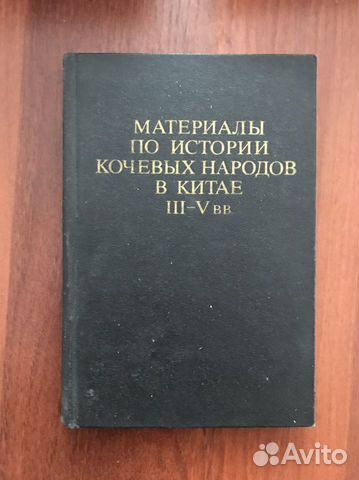 МАТЕРИАЛЫ
ПО ИСТОРИИ
КОЧЕВЫХ НАРОДОВ
В КИТАЕ
III–V ВВ.
Avito